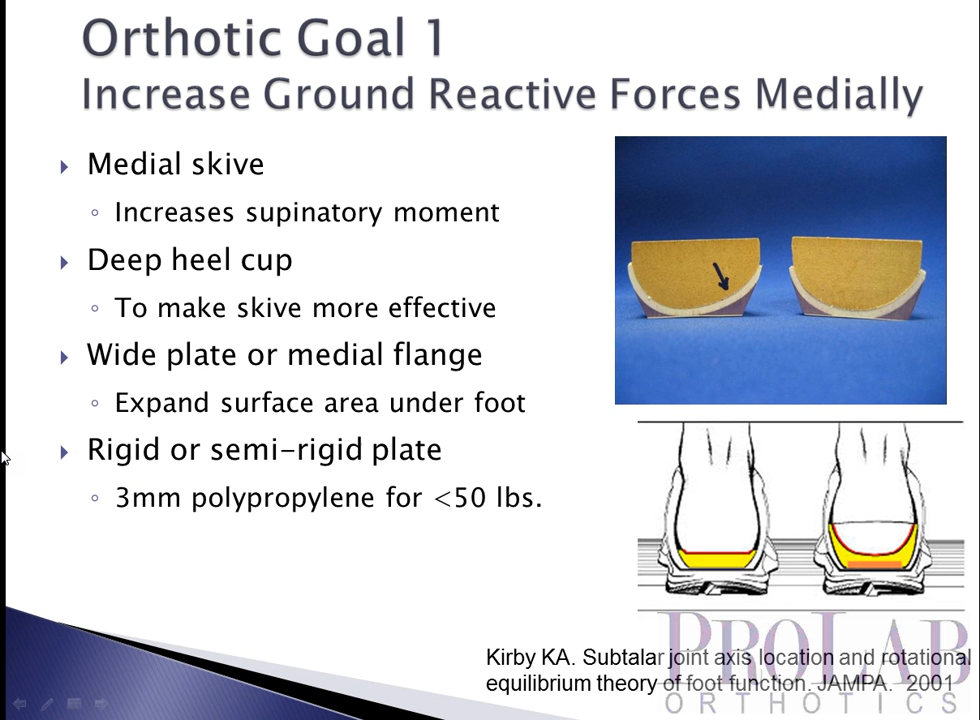 Orthotic Goal 1
Increase Ground Reactive Forces Medially
Medial skive
Increases supinatory moment
Deep heel cup
To make skive more effective
Wide plate or medial flange
Expand surface area under foot
Rigid or semi-rigid plate
3mm polypropylene for <50 lbs.
PROLAB
ORTHOTICS
Kirby KA. Subtalar joint axis location and rotational
equilibrium theory of foot function. JAMPA. 2001